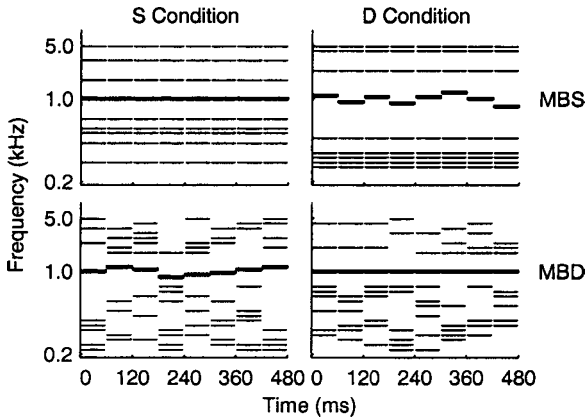 S Condition
D Condition
5.0
1.0
0.2
MBS
Frequency (kHz)
5.0
1.0
0.2
MBD
0 120 240 360 480
0 120 240 360 480
Time (ms)